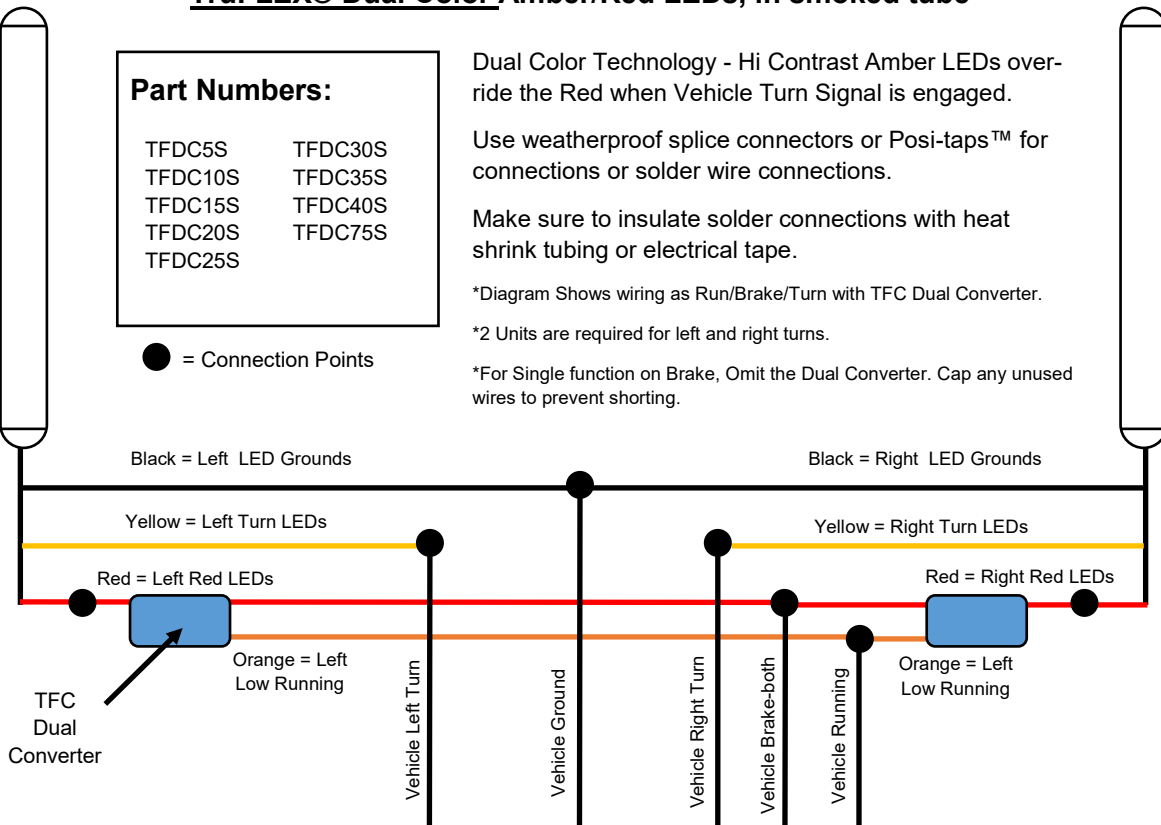 Dual Color Amber/Red LEDs, in smoked tube
Part Numbers:
TFDC5S TFDC30S
TFDC10S TFDC35S
TFDC15S TFDC40S
TFDC20S TFDC75S
TFDC25S
= Connection Points
Dual Color Technology - Hi Contrast Amber LEDs over-
ride the Red when Vehicle Turn Signal is engaged.
Use weatherproof splice connectors or Posi-taps™ for
connections or solder wire connections.
Make sure to insulate solder connections with heat
shrink tubing or electrical tape.
*Diagram Shows wiring as Run/Brake/Turn with TFC Dual Converter.
*2 Units are required for left and right turns.
*For Single function on Brake, Omit the Dual Converter. Cap any unused
wires to prevent shorting.
Black = Left LED Grounds
Black = Right LED Grounds
Yellow = Left Turn LEDs
Yellow = Right Turn LEDs
Red = Left Red LEDs
Red = Right Red LEDs
Orange = Left
Low Running
Orange = Left
Low Running
TFC
Dual
Converter
Vehicle Left Turn
Vehicle Ground
Vehicle Right Turn
Vehicle Brake-both
Vehicle Running